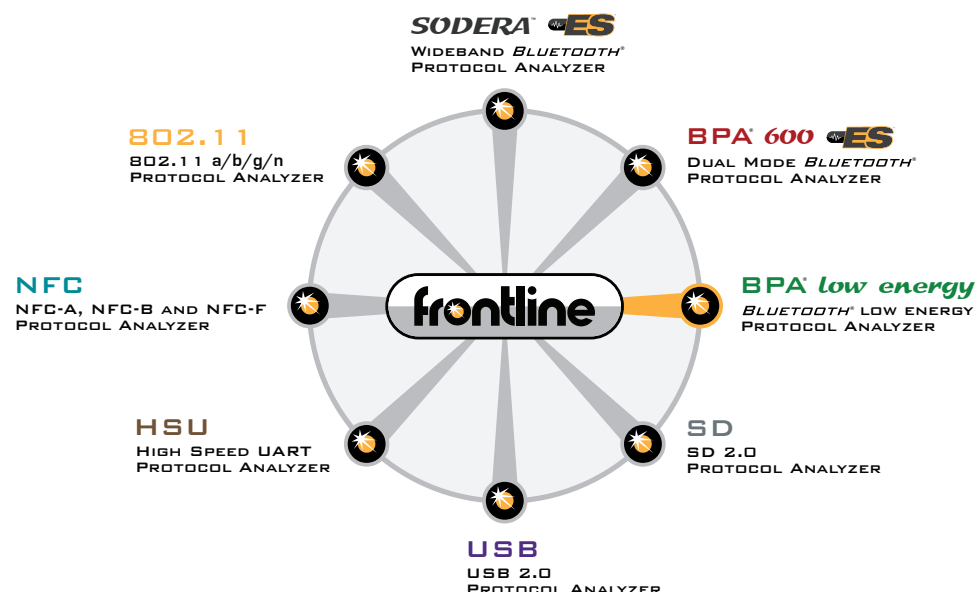 SODERA™ ES
WIDEBAND BLUETOOTH®
PROTOCOL ANALYZER
802.11
802.11 a/b/g/n
PROTOCOL ANALYZER
BPA® 600 ES
DUAL MODE BLUETOOTH®
PROTOCOL ANALYZER
NFC
NFC-A, NFC-B AND NFC-F
PROTOCOL ANALYZER
frontline
BPA® low energy
BLUETOOTH® LOW ENERGY
PROTOCOL ANALYZER
HSU
HIGH SPEED UART
PROTOCOL ANALYZER
SD
SD 2.0
PROTOCOL ANALYZER
USB
USB 2.0
PROTOCOL ANALYZER